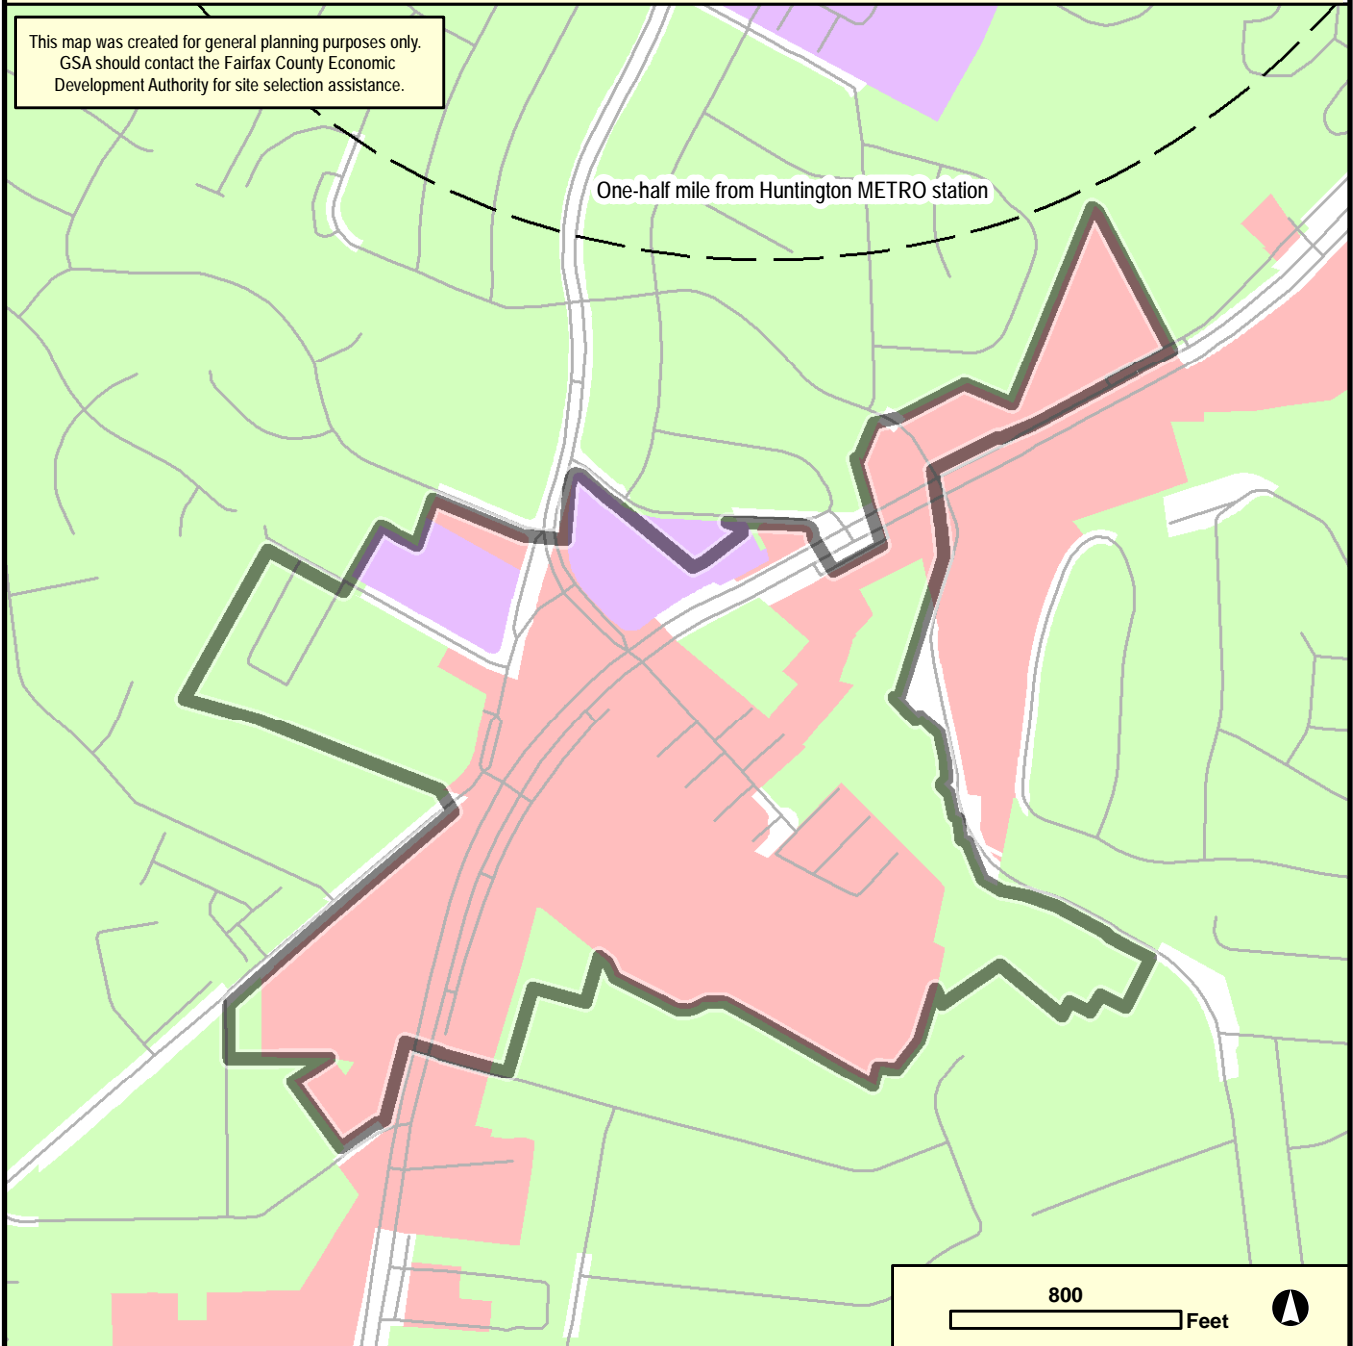 This map was created for general planning purposes only.
GSA should contact the Fairfax County Economic
Development Authority for site selection assistance.
One-half mile from Huntington METRO station
800
Feet